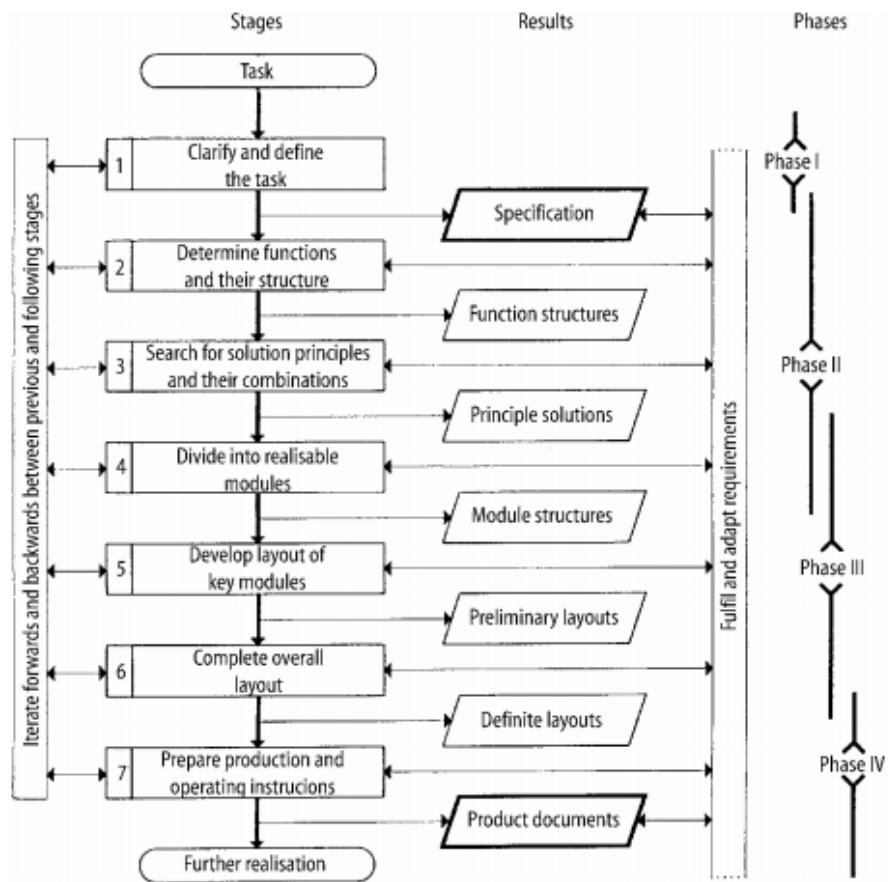 Stages
Results
Phases
Task
1
Clarify and define
the task
Phase I
Specification
2
Determine functions
and their structure
Function structures
3
Search for solution principles
and their combinations
Phase II
Principle solutions
4
Divide into realisable
modules
Module structures
5
Develop layout of
key modules
Phase III
Preliminary layouts
6
Complete overall
layout
Definite layouts
7
Prepare production and
operating instrucions
Phase IV
Product documents
Further realisation
Iterate forwards and backwards between previous and following stages
Fulfil and adapt requirements